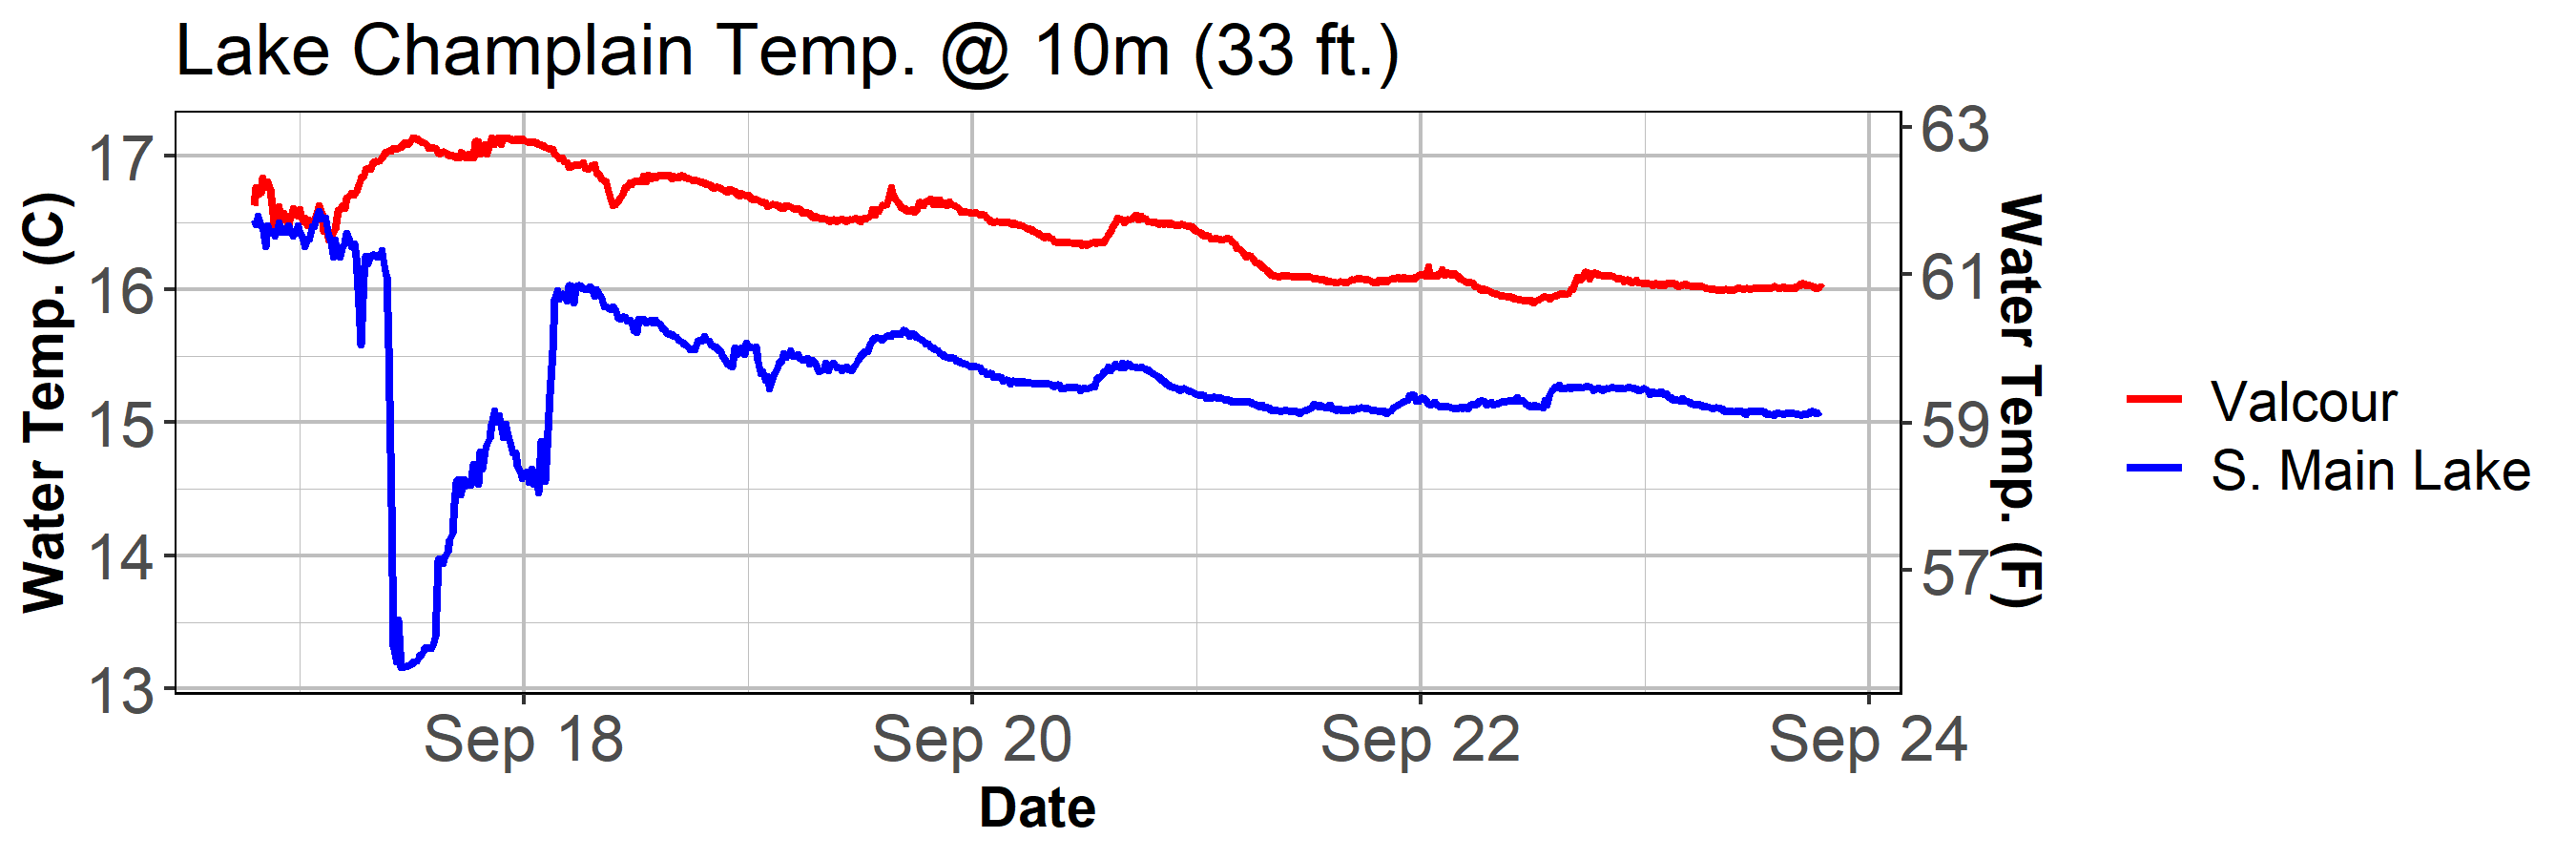 Lake Champlain Temp. @ 10m (33 ft.)
Water Temp. (C)
17
16
15
14
13
63
61
59
57
Water Temp. (F)
Sep 18
Sep 20
Sep 22
Sep 24
Date
Valcour
S. Main Lake